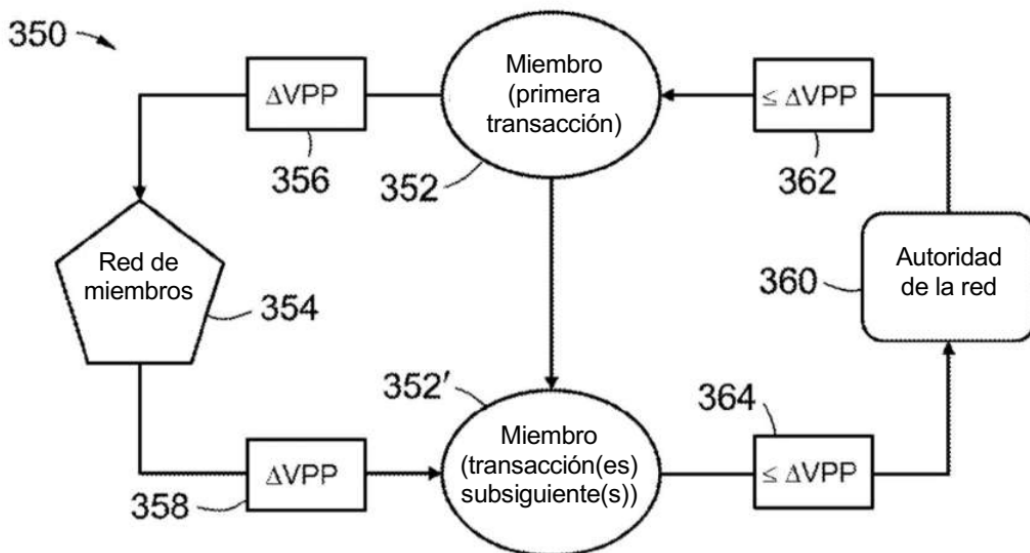 350
ΔVPP
356
Miembro
(primera
transacción)
352
≤ ΔVPP
362
Red de
miembros
354
Autoridad
de la red
360
352′
Miembro
(transacción(es)
subsiguiente(s))
ΔVPP
358
364
≤ ΔVPP